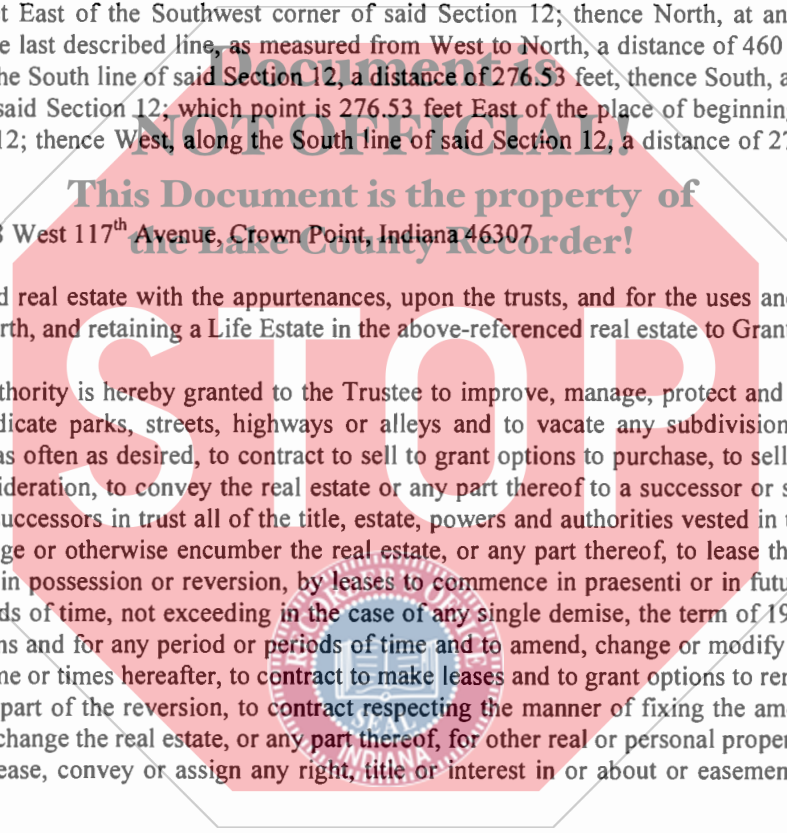 t East of the Southwest corner of said Section 12; thence North, at an
e last described line, as measured from West to North, a distance of 460
he South line of said Section 12, a distance of 276.53 feet, thence South, a
Document is
said Section 12; which point is 276.53 feet East of the place of beginnin
NOT OFFICIAL!
12; thence West, along the South line of said Section 12, a distance of 27
This Document is the property of
West 117th Avenue, Crown Point, Indiana 46307
the Lake County Recorder!
d real estate with the appurtenances, upon the trusts, and for the uses an
rth, and retaining a Life Estate in the above-referenced real estate to Gran
STOP
thority is hereby granted to the Trustee to improve, manage, protect and
dicate parks, streets, highways or alleys and to vacate any subdivision
as often as desired, to contract to sell to grant options to purchase, to sell
ideration, to convey the real estate or any part thereof to a successor or s
uccessors in trust all of the title, estate, powers and authorities vested in
ge or otherwise encumber the real estate, or any part thereof, to lease th
in possession or reversion, by leases to commence in praesenti or in futu
ds of time, not exceeding in the case of any single demise, the term of 19
ns and for any period or periods of time and to amend, change or modify
ne or times hereafter, to contract to make leases and to grant options to ren
part of the reversion, to contract respecting the manner of fixing the am
change the real estate, or any part thereof, for other real or personal proper
ease, convey or assign any right, title or interest in or about or easemen
SEAL
INDIANA